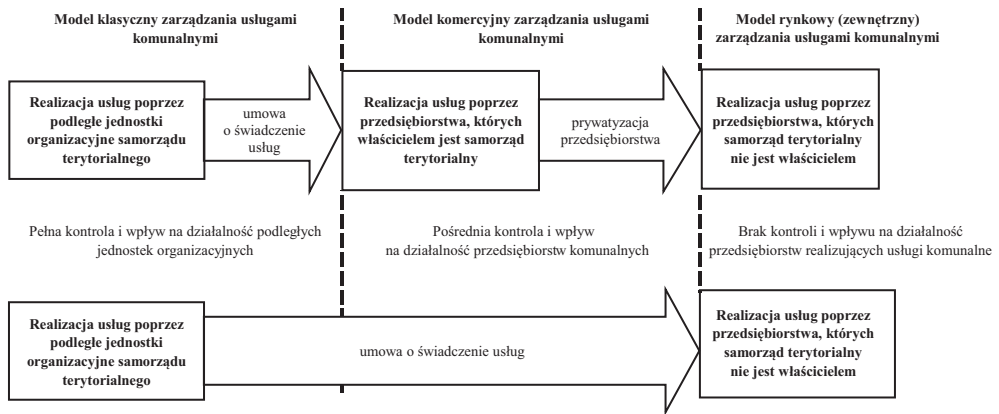 Model klasyczny zarządzania usługami
komunalnymi
Model komercyjny zarządzania usługami
komunalnymi
Model rynkowy (zewnętrzny)
zarządzania usługami komunalnymi
Realizacja usług poprzez
podległe jednostki
organizacyjne samorządu
terytorialnego
umowa
o świadczenie
usług
Realizacja usług poprzez
przedsiębiorstwa, których
właścicielem jest samorząd
terytorialny
prywatyzacja
przedsiębiorstwa
Realizacja usług poprzez
przedsiębiorstwa, których
samorząd terytorialny
nie jest właścicielem
Pełna kontrola i wpływ na działalność podległych
jednostek organizacyjnych
Pośrednia kontrola i wpływ
na działalność przedsiębiorstw komunalnych
Brak kontroli i wpływu na działalność
przedsiębiorstw realizujących usługi komunalne
Realizacja usług poprzez
podległe jednostki
organizacyjne samorządu
terytorialnego
umowa o świadczenie usług
Realizacja usług poprzez
przedsiębiorstwa, których
samorząd terytorialny
nie jest właścicielem